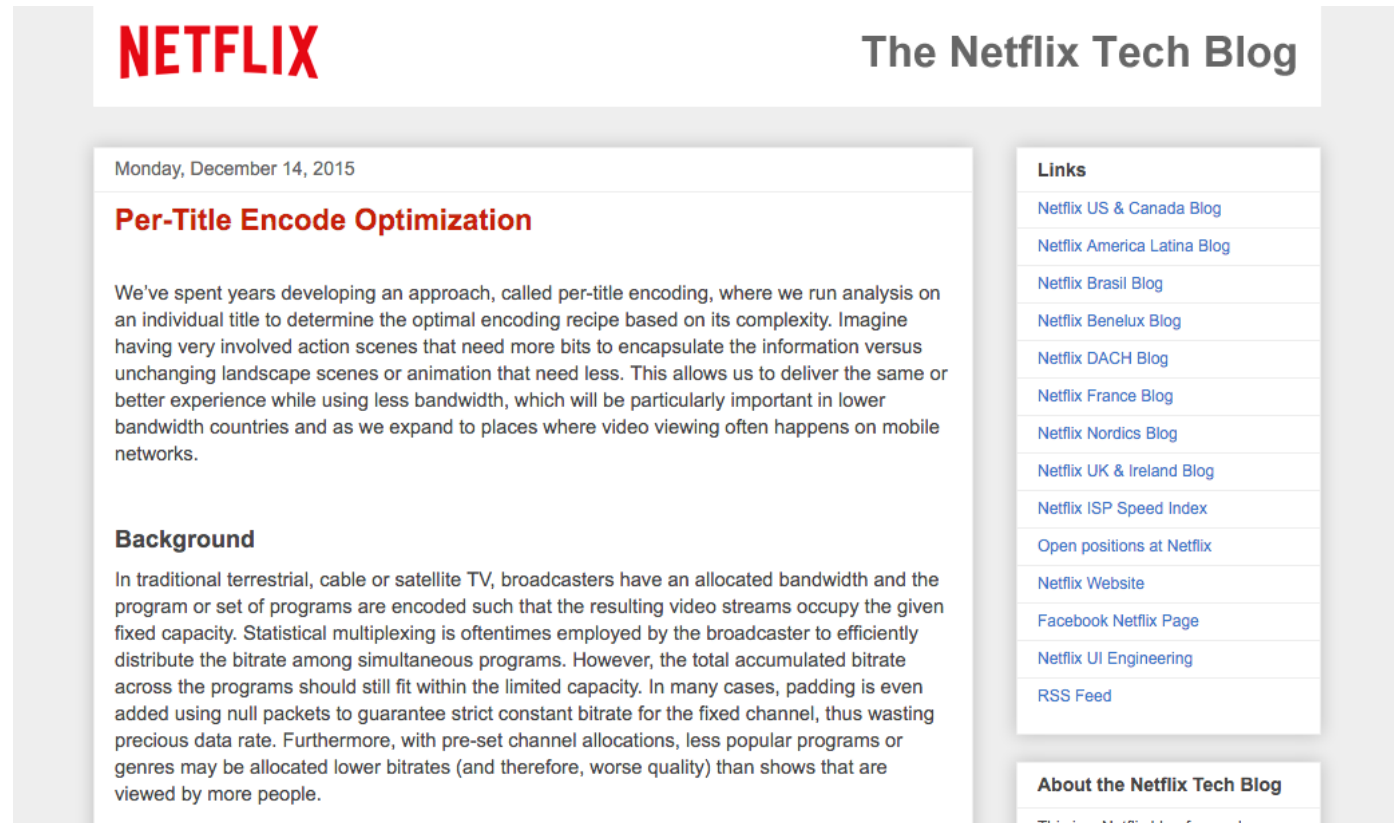 NETFLIX
The Netflix Tech Blog
Monday, December 14, 2015
Per-Title Encode Optimization
We've spent years developing an approach, called per-title encoding, where we run analysis on
an individual title to determine the optimal encoding recipe based on its complexity. Imagine
having very involved action scenes that need more bits to encapsulate the information versus
unchanging landscape scenes or animation that need less. This allows us to deliver the same or
better experience while using less bandwidth, which will be particularly important in lower
bandwidth countries and as we expand to places where video viewing often happens on mobile
networks.
Background
In traditional terrestrial, cable or satellite TV, broadcasters have an allocated bandwidth and the
program or set of programs are encoded such that the resulting video streams occupy the given
fixed capacity. Statistical multiplexing is oftentimes employed by the broadcaster to efficiently
distribute the bitrate among simultaneous programs. However, the total accumulated bitrate
across the programs should still fit within the limited capacity. In many cases, padding is even
added using null packets to guarantee strict constant bitrate for the fixed channel, thus wasting
precious data rate. Furthermore, with pre-set channel allocations, less popular programs or
genres may be allocated lower bitrates (and therefore, worse quality) than shows that are
viewed by more people.
Links
Netflix US & Canada Blog
Netflix America Latina Blog
Netflix Brasil Blog
Netflix Benelux Blog
Netflix DACH Blog
Netflix France Blog
Netflix Nordics Blog
Netflix UK & Ireland Blog
Netflix ISP Speed Index
Open positions at Netflix
Netflix Website
Facebook Netflix Page
Netflix UI Engineering
RSS Feed
About the Netflix Tech Blog